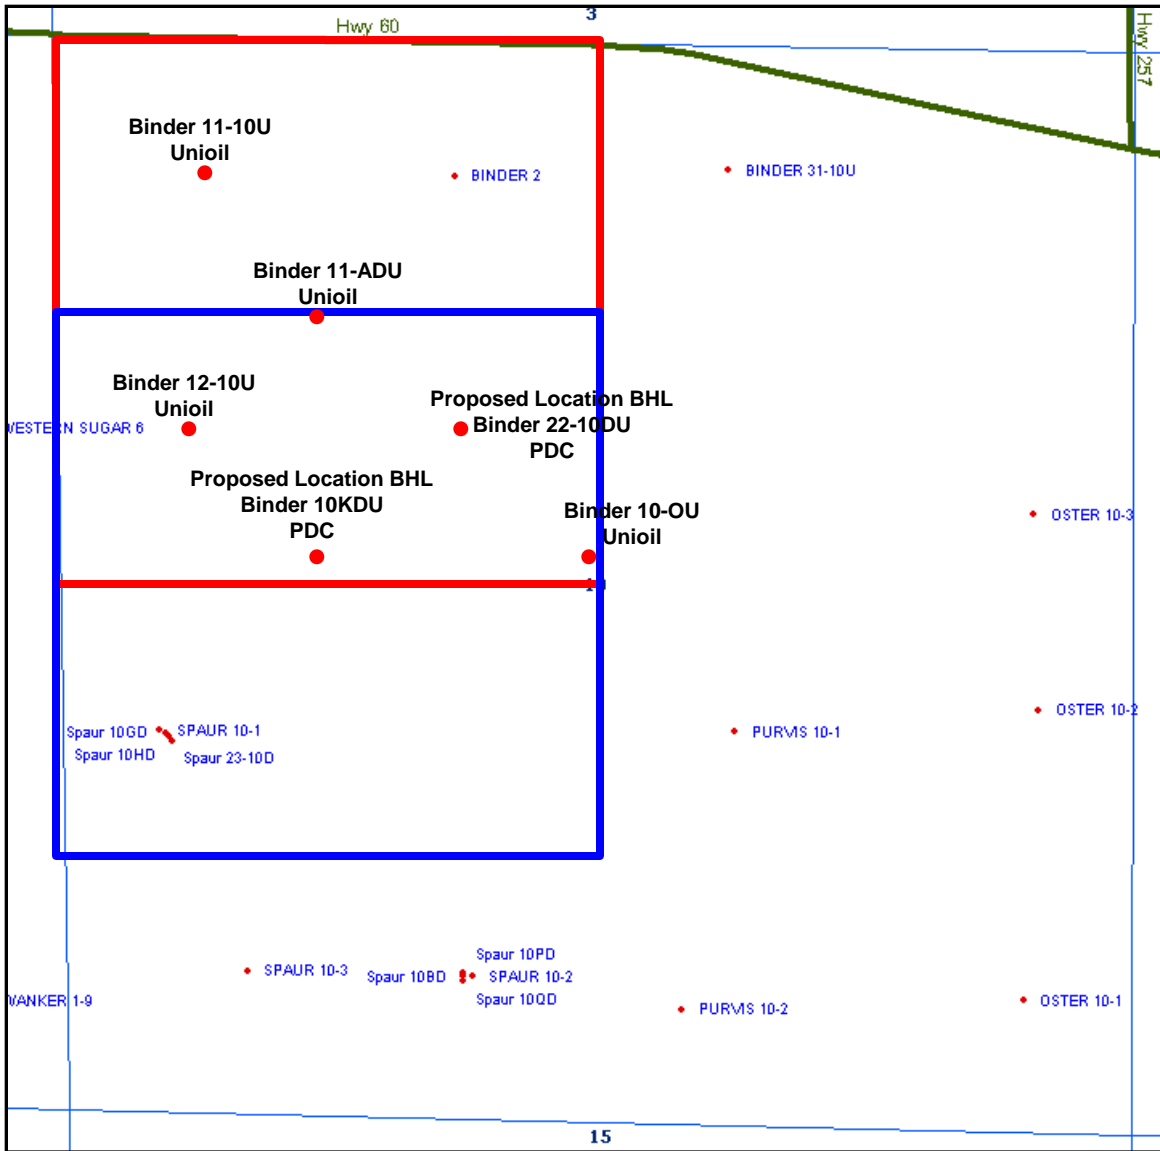 3
Hwy 60
Hwy 257
Binder 11-10U
Unioil
BINDER 2
BINDER 31-10U
Binder 11-ADU
Unioil
Binder 12-10U
Unioil
Proposed Location BHL
Binder 22-10DU
PDC
WESTERN SUGAR 6
Proposed Location BHL
Binder 10KDU
PDC
Binder 10-OU
Unioil
OSTER 10-3
OSTER 10-2
Spaur 10GD
SPAUR 10-1
Spaur 10HD
Spaur 23-10D
PURVIS 10-1
Spaur 10PD
SPAUR 10-3
Spaur 10BD
SPAUR 10-2
Spaur 10QD
VANKER 1-9
PURVIS 10-2
OSTER 10-1
15